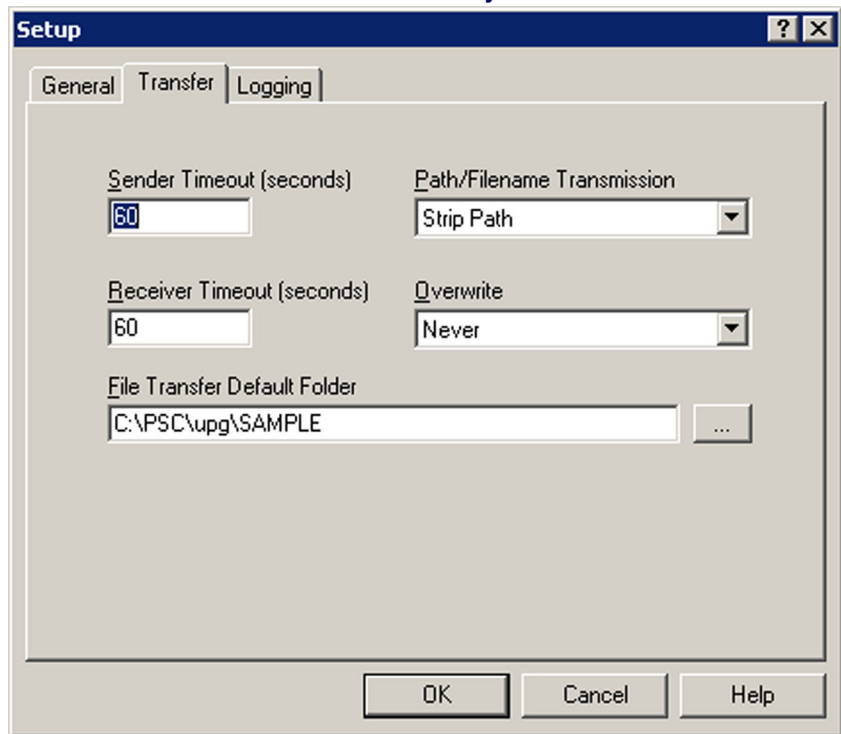 Setup
General Transfer Logging
Sender Timeout (seconds) Path/Filename Transmission
60 Strip Path
Receiver Timeout (seconds) Overwrite
60 Never
File Transfer Default Folder
C:\PSC\upg\SAMPLE ...
OK Cancel Help